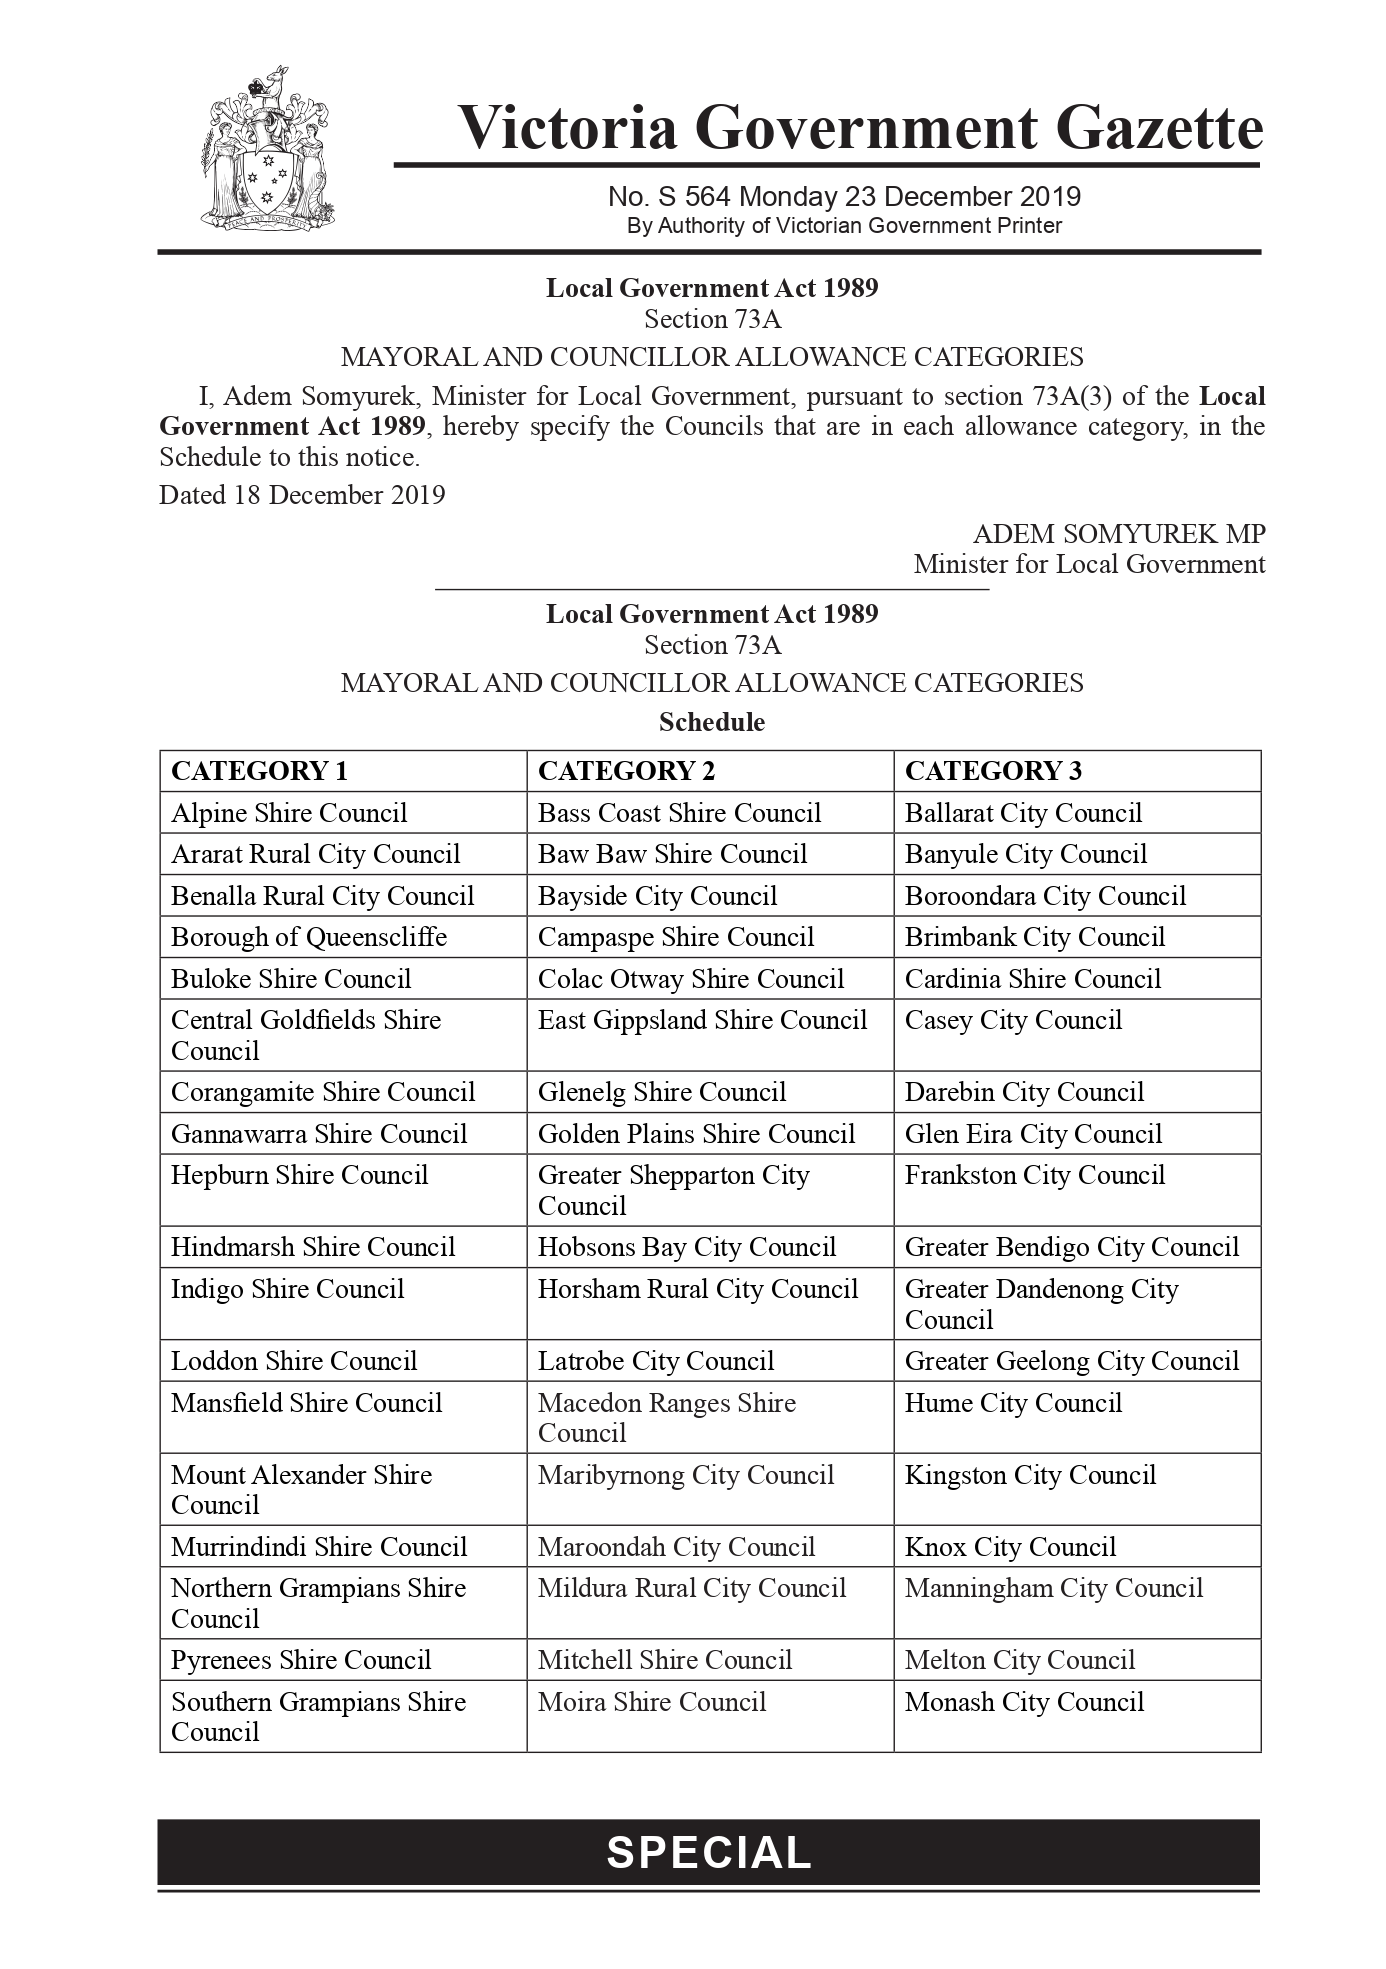 Victoria Government Gazette
No. S 564 Monday 23 December 2019
By Authority of Victorian Government Printer
PEACE AND PROSPERITY
Local Government Act 1989
Section 73A
MAYORAL AND COUNCILLOR ALLOWANCE CATEGORIES
I, Adem Somyurek, Minister for Local Government, pursuant to section 73A(3) of the Local
Government Act 1989, hereby specify the Councils that are in each allowance category, in the
Schedule to this notice.
Dated 18 December 2019
ADEM SOMYUREK MP
Minister for Local Government
Local Government Act 1989
Section 73A
MAYORAL AND COUNCILLOR ALLOWANCE CATEGORIES
Schedule
CATEGORY 1 CATEGORY 2 CATEGORY 3
Alpine Shire Council Bass Coast Shire Council Ballarat City Council
Ararat Rural City Council Baw Baw Shire Council Banyule City Council
Benalla Rural City Council Bayside City Council Boroondara City Council
Borough of Queenscliffe Campaspe Shire Council Brimbank City Council
Buloke Shire Council Colac Otway Shire Council Cardinia Shire Council
Central Goldfields Shire East Gippsland Shire Council Casey City Council
Council
Corangamite Shire Council Glenelg Shire Council Darebin City Council
Gannawarra Shire Council Golden Plains Shire Council Glen Eira City Council
Hepburn Shire Council Greater Shepparton City Frankston City Council
Council
Hindmarsh Shire Council Hobsons Bay City Council Greater Bendigo City Council
Indigo Shire Council Horsham Rural City Council Greater Dandenong City
Council
Loddon Shire Council Latrobe City Council Greater Geelong City Council
Mansfield Shire Council Macedon Ranges Shire Hume City Council
Council
Mount Alexander Shire Maribyrnong City Council Kingston City Council
Council
Murrindindi Shire Council Maroondah City Council Knox City Council
Northern Grampians Shire Mildura Rural City Council Manningham City Council
Council
Pyrenees Shire Council Mitchell Shire Council Melton City Council
Southern Grampians Shire Moira Shire Council Monash City Council
Council
SPECIAL